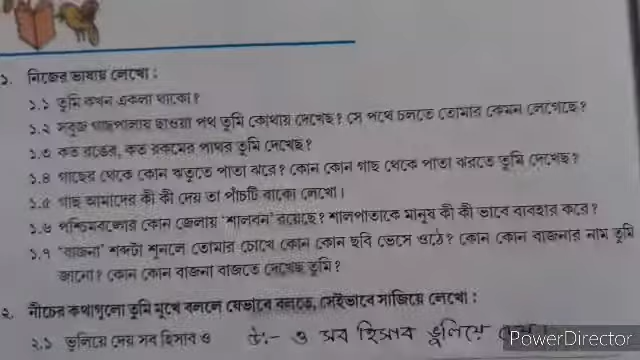 ১. নিজের ভাষায় লেখো :
১.১ তুমি কখন একলা থাকো?
১.২ সবুজ গাছপালায় ছাওয়া পথ তুমি কোথায় দেখেছ? সে পথে চলতে তোমার কেমন লেগেছে?
১.৩ কত রঙের, কত রকমের পাথর তুমি দেখেছ?
১.৪ গাছের থেকে কোন ঋতুতে পাতা ঝরে? কোন কোন গাছ থেকে পাতা ঝরতে তুমি দেখেছ?
১.৫ গাছ আমাদের কী কী দেয় তা পাঁচটি বাক্যে লেখো।
১.৬ পশ্চিমবঙ্গের কোন জেলায় ‘শালবন’ রয়েছে? শালপাতাকে মানুষ কী কী ভাবে ব্যবহার করে?
১.৭ ‘বাজনা’ শব্দটা শুনলে তোমার চোখে কোন কোন ছবি ভেসে ওঠে? কোন কোন বাজনার নাম তুমি
জানো? কোন কোন বাজনা বাজতে দেখেছ তুমি?
২. নীচের কথাগুলো তুমি মুখে বললে যেভাবে বলতে, সেইভাবে সাজিয়ে লেখো :
২.১ ভুলিয়ে দেয় সব হিসাব ও উঃ- ও সব হিসাব ভুলিয়ে
PowerDirector